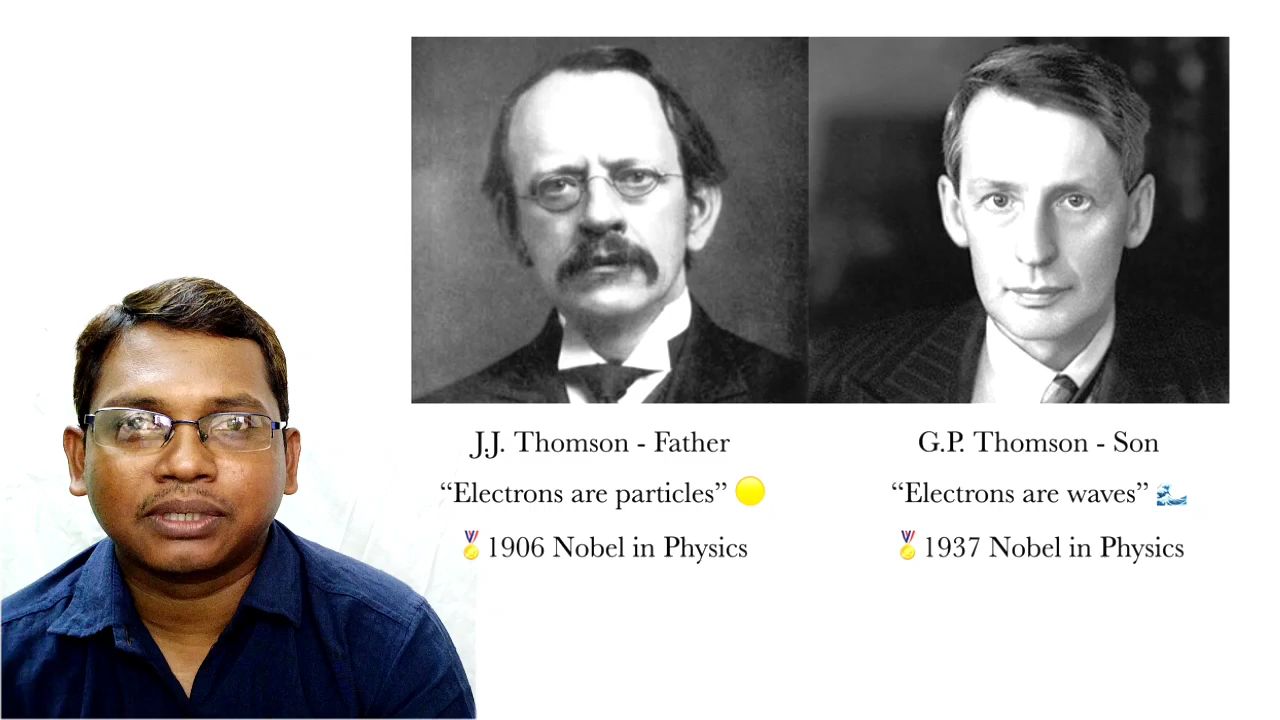 J.J. Thomson - Father
“Electrons are particles” 🟡
🏅1906 Nobel in Physics
G.P. Thomson - Son
“Electrons are waves” 🌊
🏅1937 Nobel in Physics